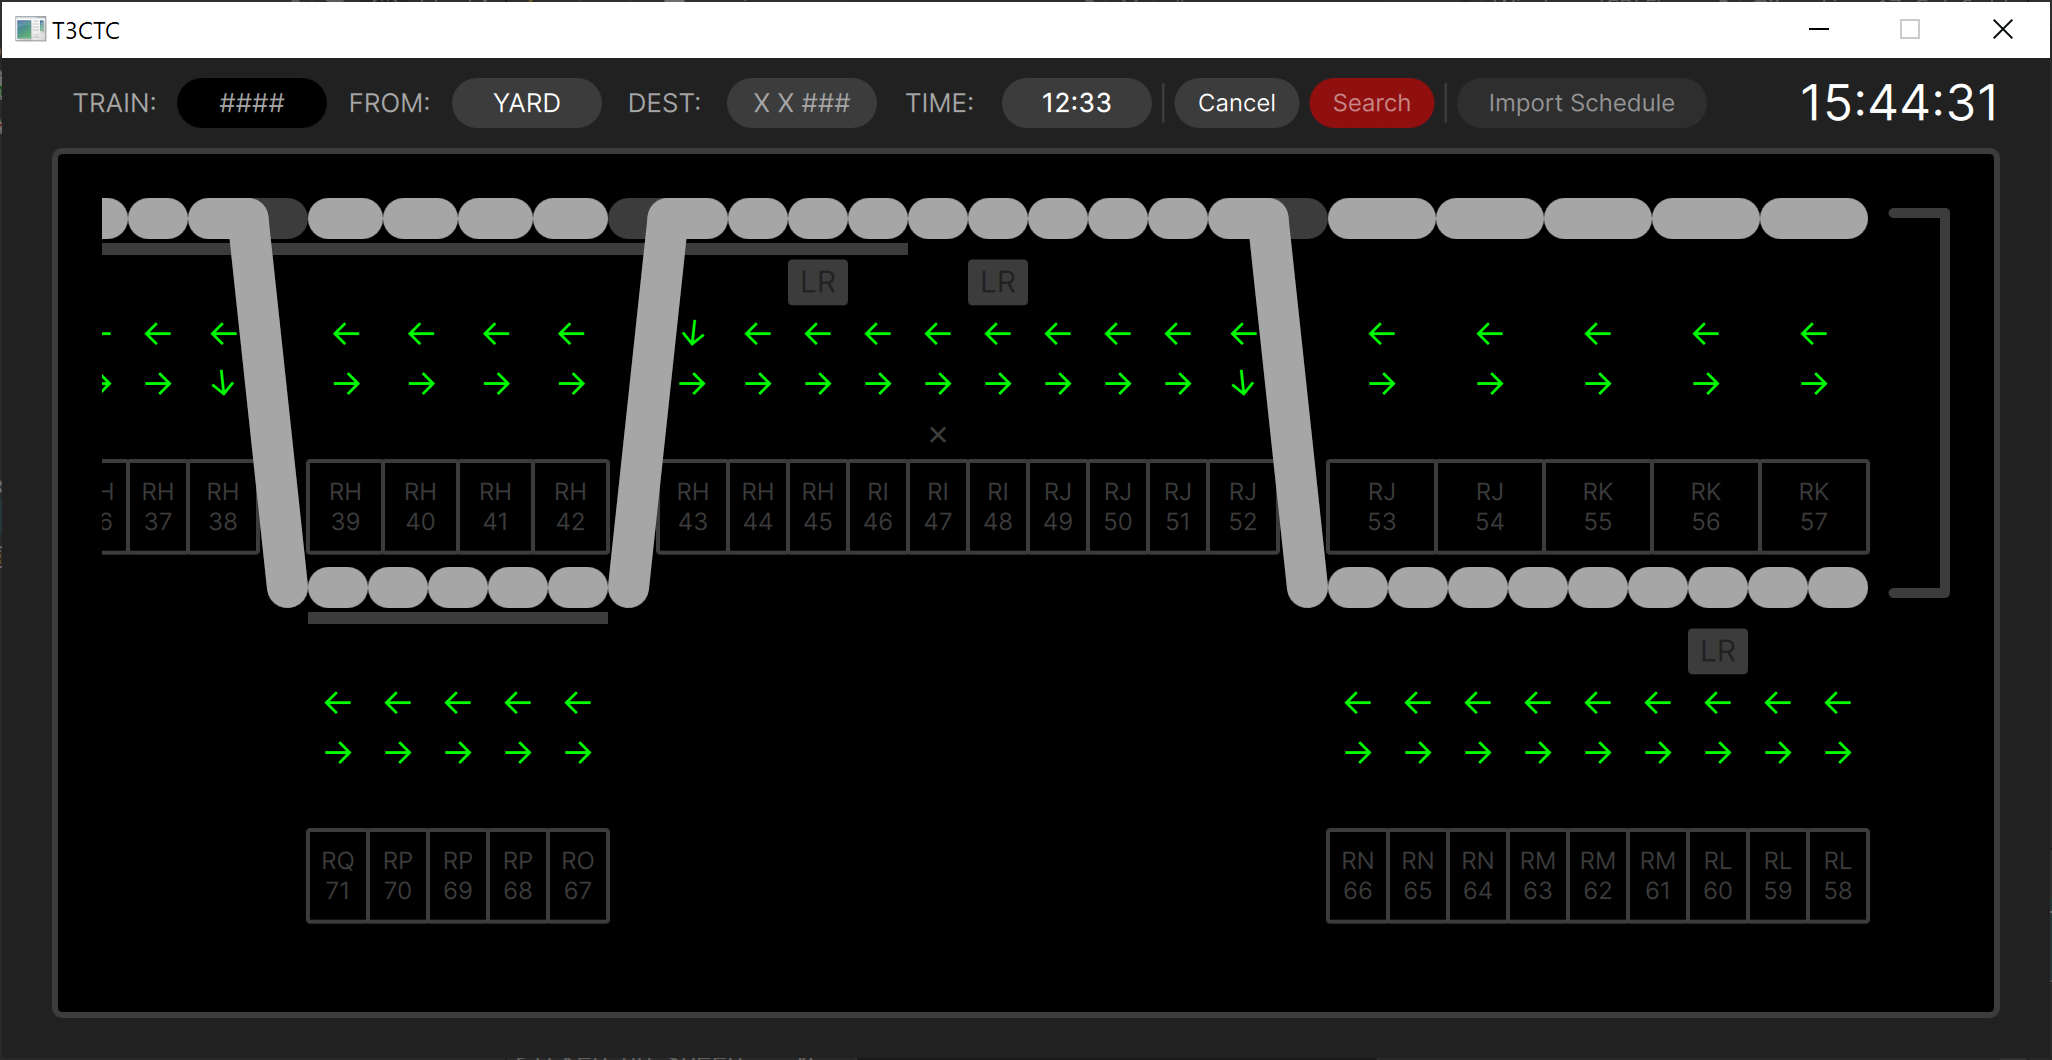 T3CTC
TRAIN: #### FROM: YARD DEST: X X ### TIME: 12:33 Cancel Search Import Schedule 15:44:31
LR LR
RH RH RH RH RH RH RH RH RH RI RI RI RJ RJ RJ RJ RJ RJ RK RK RK
37 38 39 40 41 42 43 44 45 46 47 48 49 50 51 52 53 54 55 56 57
LR
RQ RP RP RP RO RN RN RN RM RM RM RL RL RL
71 70 69 68 67 66 65 64 63 62 61 60 59 58